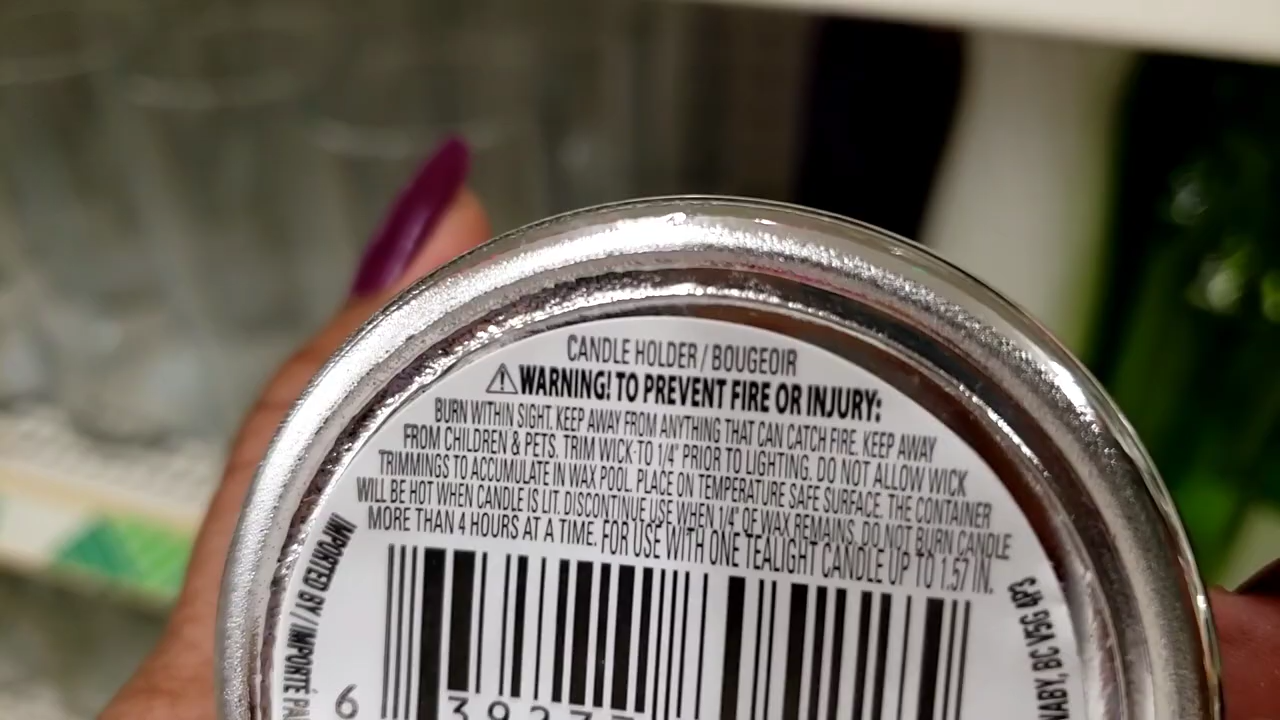 CANDLE HOLDER / BOUGEOIR
⚠WARNING! TO PREVENT FIRE OR INJURY:
BURN WITHIN SIGHT. KEEP AWAY FROM ANYTHING THAT CAN CATCH FIRE. KEEP AWAY
FROM CHILDREN & PETS. TRIM WICK TO 1/4" PRIOR TO LIGHTING. DO NOT ALLOW WICK
TRIMMINGS TO ACCUMULATE IN WAX POOL. PLACE ON TEMPERATURE SAFE SURFACE. THE CONTAINER
WILL BE HOT WHEN CANDLE IS LIT. DISCONTINUE USE WHEN 1/4" OF WAX REMAINS. DO NOT BURN CANDLE
MORE THAN 4 HOURS AT A TIME. FOR USE WITH ONE TEALIGHT CANDLE UP TO 1.57 IN.
IMPORTED BY / IMPORTÉ PA
NABY, BC V5G 4P3
6 3927